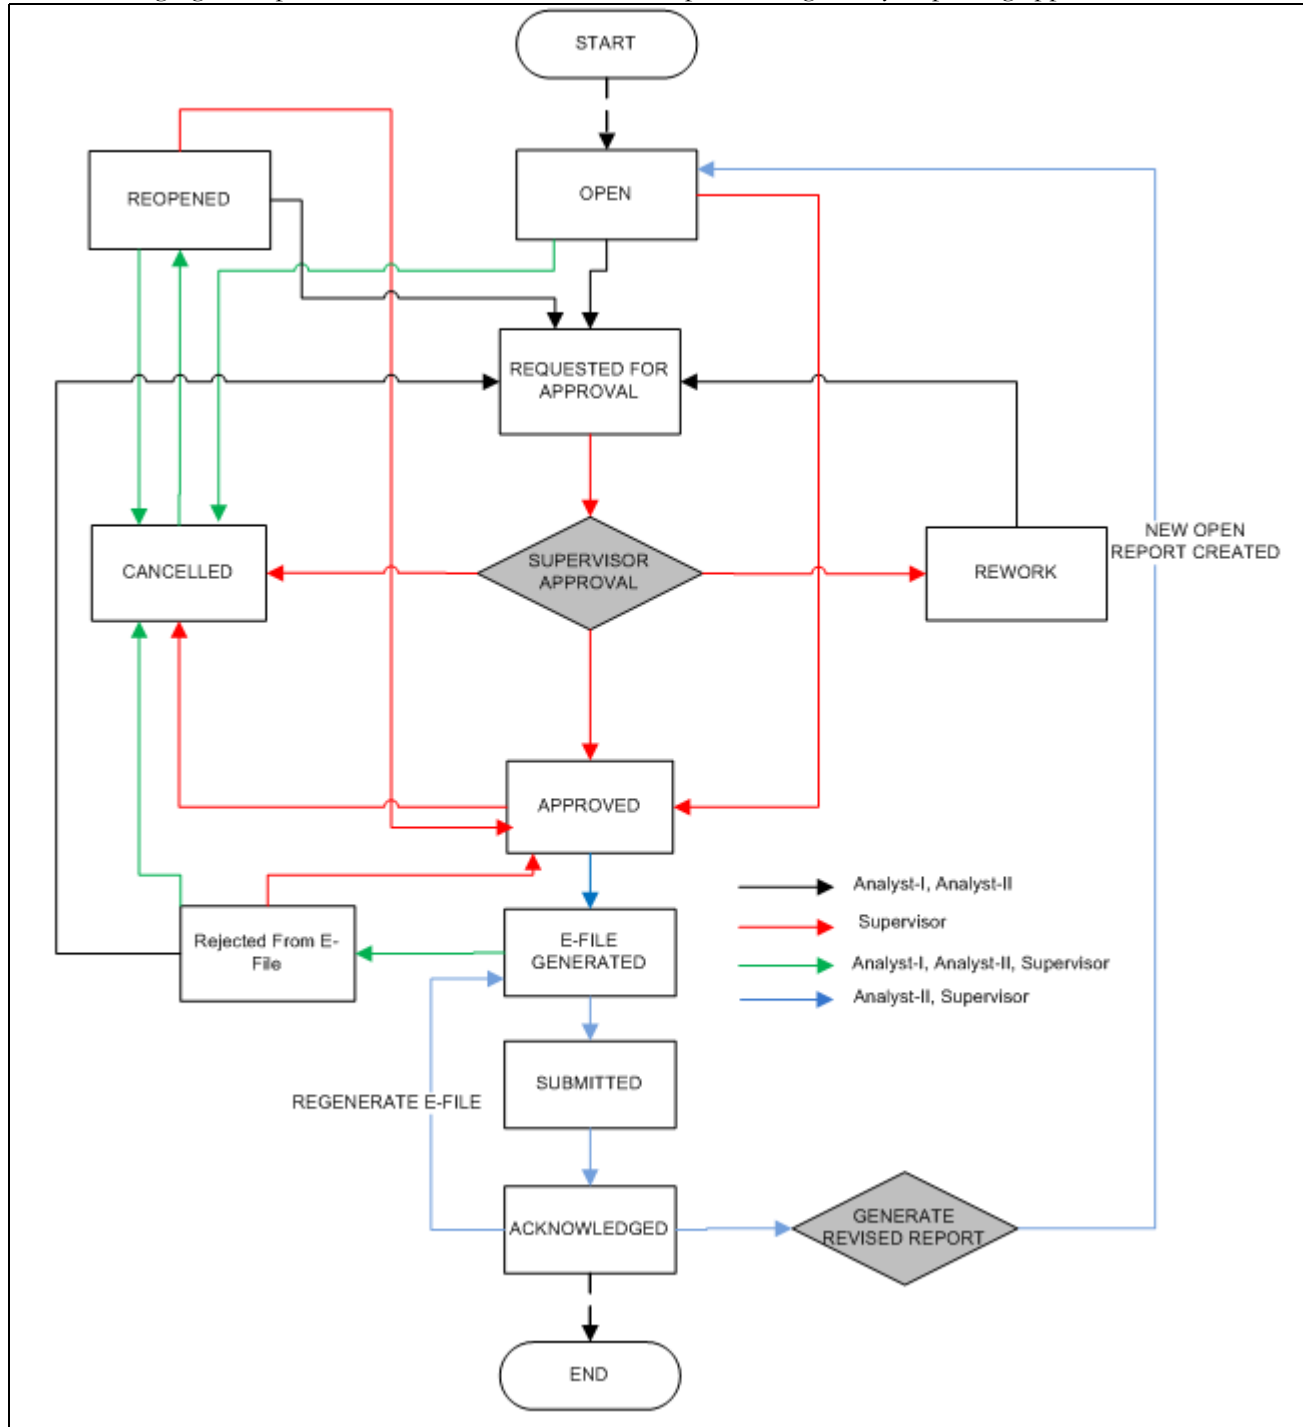 START
REOPENED
OPEN
REQUESTED FOR
APPROVAL
NEW OPEN
REPORT CREATED
CANCELLED
SUPERVISOR
APPROVAL
REWORK
APPROVED
Analyst-I, Analyst-II
Supervisor
Analyst-I, Analyst-II, Supervisor
Analyst-II, Supervisor
Rejected From E-
File
E-FILE
GENERATED
SUBMITTED
REGENERATE E-FILE
ACKNOWLEDGED
GENERATE
REVISED REPORT
END